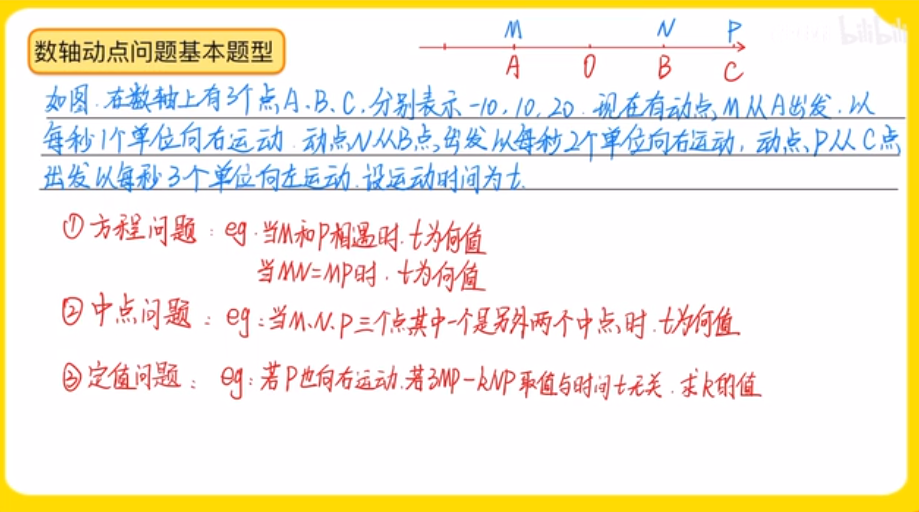 bilibili
M N P
数轴动点问题基本题型
A O B C
如图.在数轴上有3个点A、B、C,分别表示-10,10,20.现在有动点M从A出发.以
每秒1个单位向右运动.动点N从B点出发以每秒2个单位向右运动,动点P从C点
出发以每秒3个单位向左运动.设运动时间为t.
①方程问题:eg.当M和P相遇时.t为何值
当MN=MP时.t为何值
②中点问题:eg:当M、N、P三个点其中一个是另外两个中点时.t为何值
③定值问题:eg:若P也向右运动.若3MP-kNP取值与时间t无关.求k的值